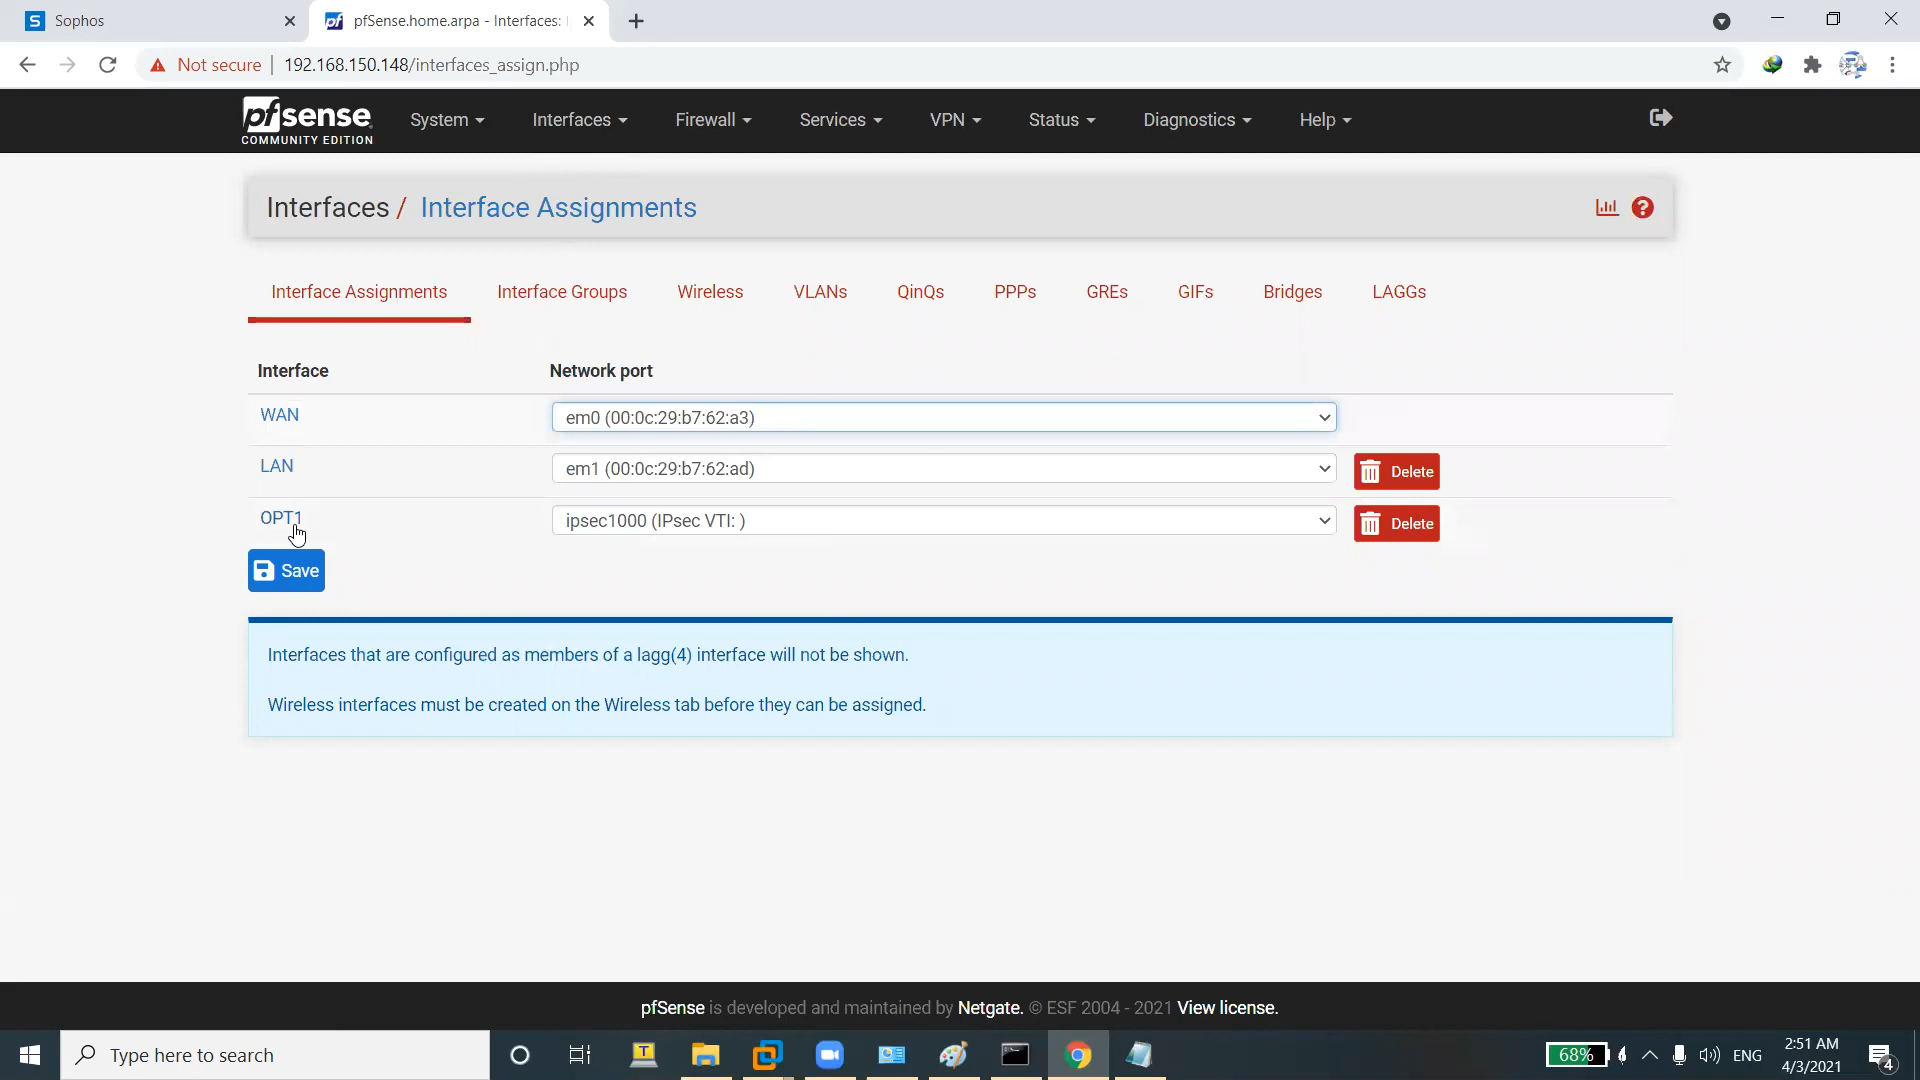 Sophos
pfSense.home.arpa - Interfaces:
Not secure
192.168.150.148/interfaces_assign.php
pfsense
COMMUNITY EDITION
System
Interfaces
Firewall
Services
VPN
Status
Diagnostics
Help
Interfaces / Interface Assignments
Interface Assignments
Interface Groups
Wireless
VLANs
QinQs
PPPs
GREs
GIFs
Bridges
LAGGs
Interface
Network port
WAN
em0 (00:0c:29:b7:62:a3)
LAN
em1 (00:0c:29:b7:62:ad)
Delete
OPT1
ipsec1000 (IPsec VTI: )
Delete
Save
Interfaces that are configured as members of a lagg(4) interface will not be shown.
Wireless interfaces must be created on the Wireless tab before they can be assigned.
pfSense is developed and maintained by Netgate. © ESF 2004 - 2021 View license.
Type here to search
68%
ENG
2:51 AM
4/3/2021
4